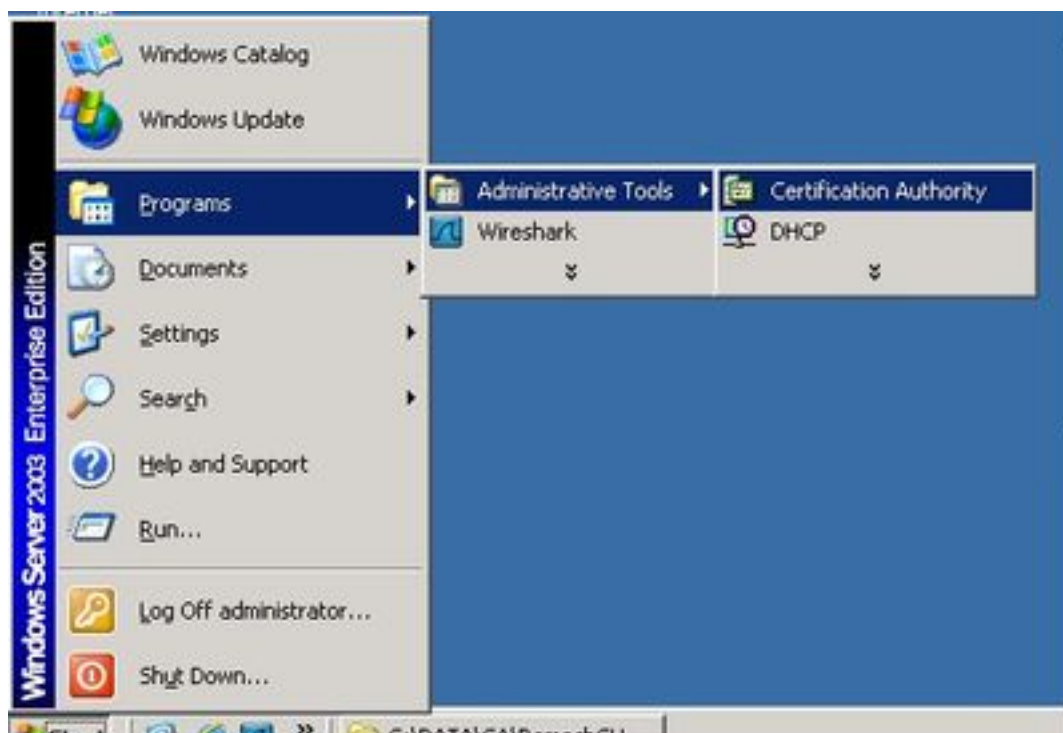 Windows Catalog
Windows Update
Programs
Documents
Settings
Search
Help and Support
Run...
Log Off administrator...
Shut Down...
Administrative Tools
Wireshark
Certification Authority
DHCP
Windows Server 2003 Enterprise Edition